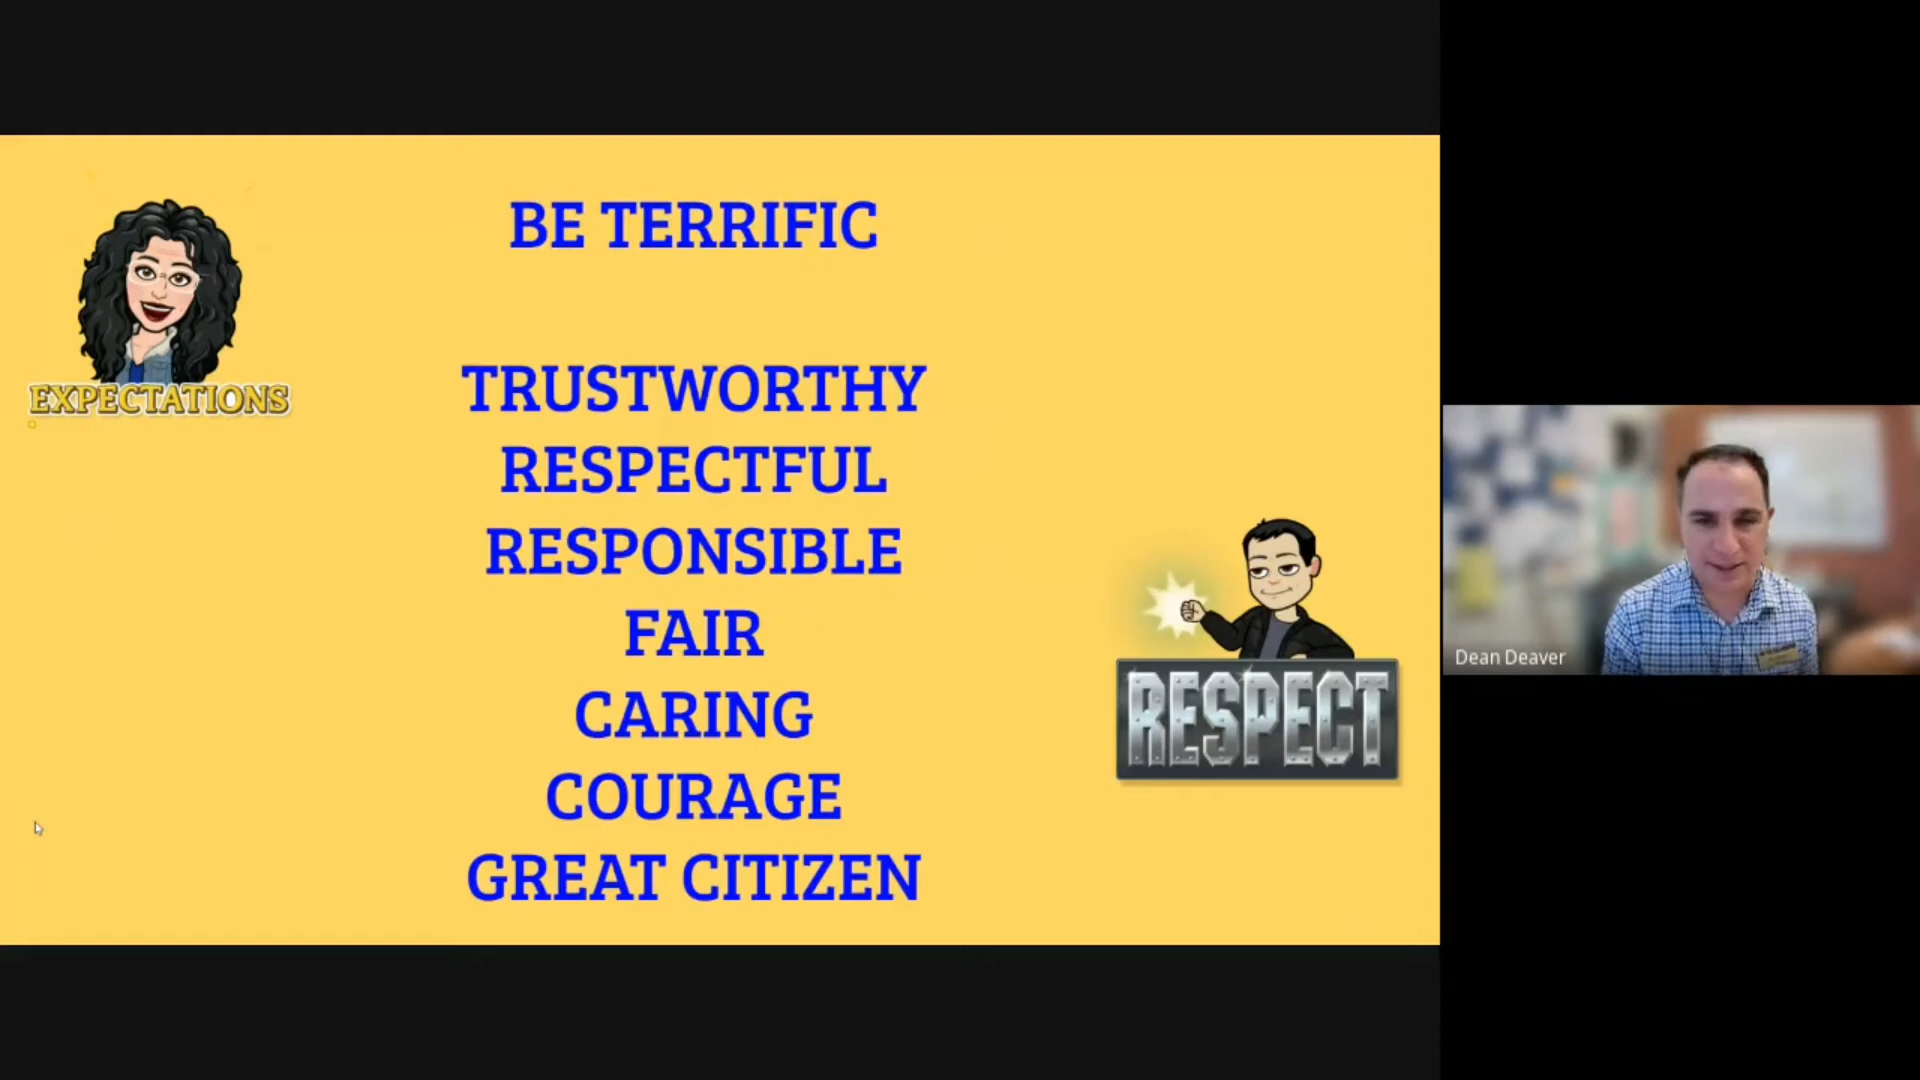 BE TERRIFIC
EXPECTATIONS
TRUSTWORTHY
RESPECTFUL
RESPONSIBLE
FAIR
CARING
COURAGE
GREAT CITIZEN
RESPECT
Dean Deaver